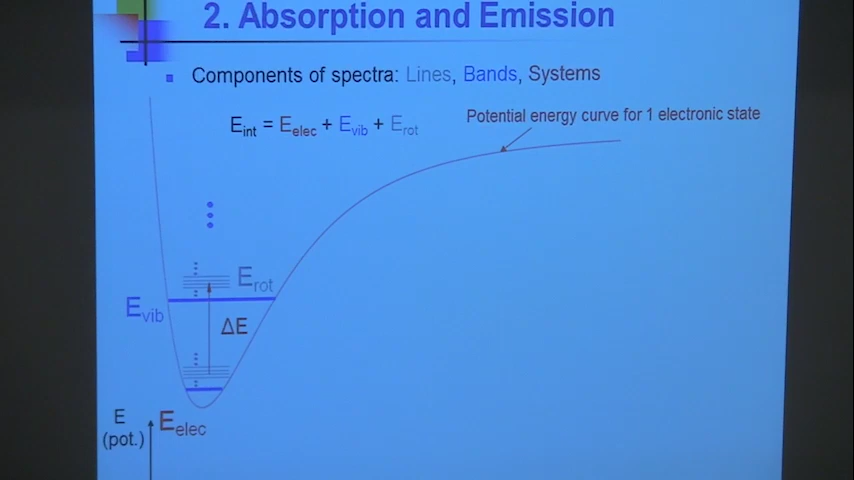 2. Absorption and Emission
Components of spectra: Lines, Bands, Systems
E_int = E_elec + E_vib + E_rot
Potential energy curve for 1 electronic state
E_rot
E_vib
ΔE
E
(pot.)
E_elec